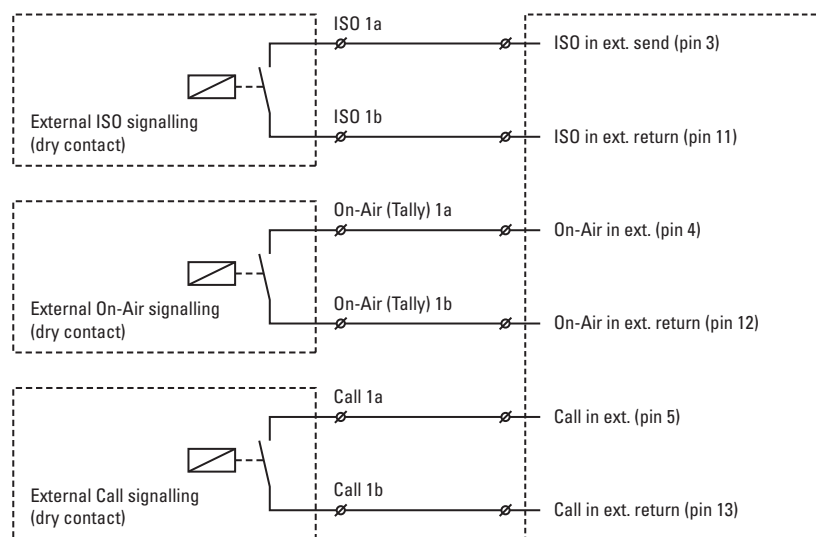 ISO 1a
ISO in ext. send (pin 3)
External ISO signalling
(dry contact)
ISO 1b
ISO in ext. return (pin 11)
On-Air (Tally) 1a
On-Air in ext. (pin 4)
External On-Air signalling
(dry contact)
On-Air (Tally) 1b
On-Air in ext. return (pin 12)
Call 1a
Call in ext. (pin 5)
External Call signalling
(dry contact)
Call 1b
Call in ext. return (pin 13)